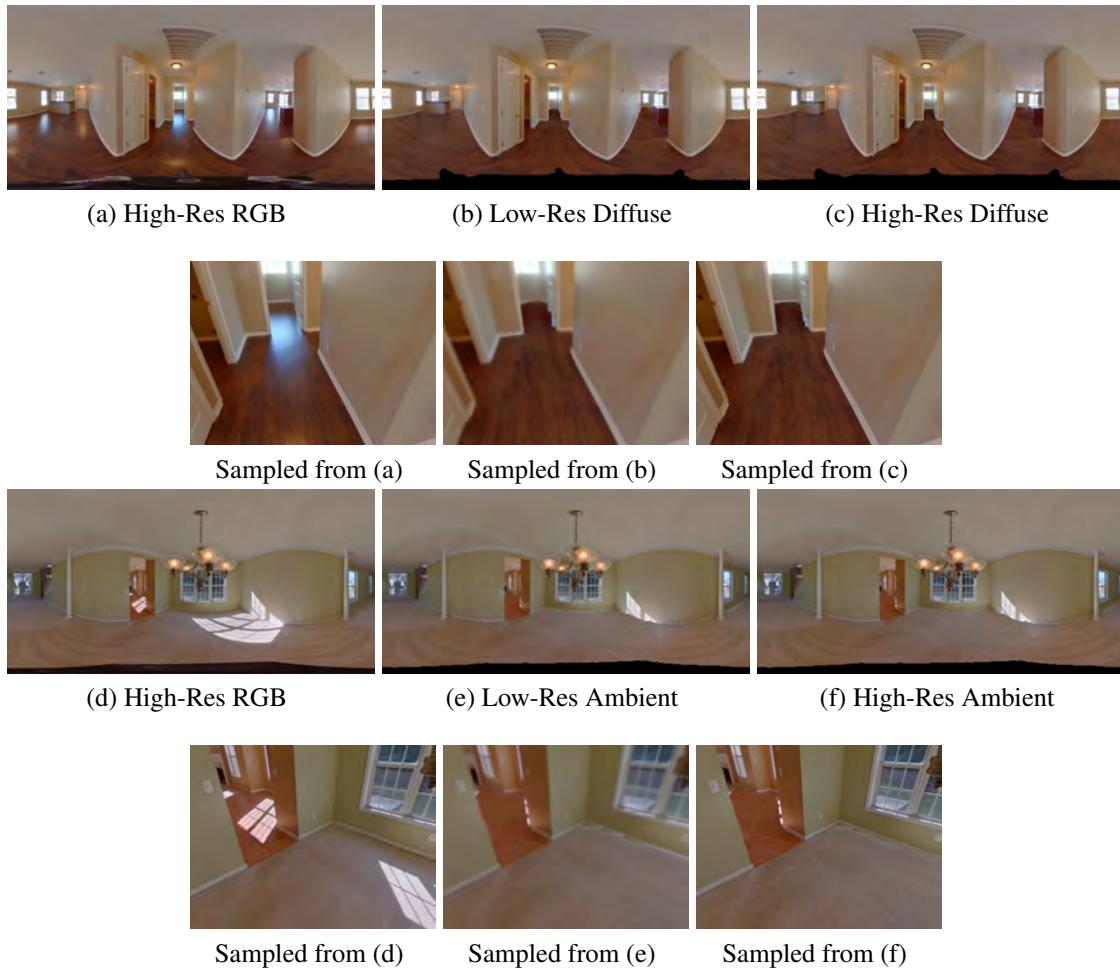 (a) High-Res RGB
(b) Low-Res Diffuse
(c) High-Res Diffuse
Sampled from (a)
Sampled from (b)
Sampled from (c)
(d) High-Res RGB
(e) Low-Res Ambient
(f) High-Res Ambient
Sampled from (d)
Sampled from (e)
Sampled from (f)